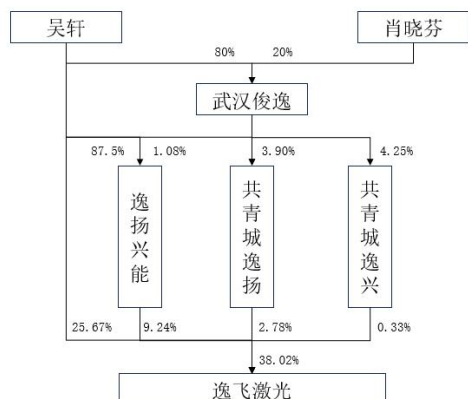 吴轩 肖晓芬
80% 20%
武汉俊逸
87.5% 1.08% 3.90% 4.25%
逸扬兴能
共青城逸扬
共青城逸兴
25.67% 9.24% 2.78% 0.33%
38.02%
逸飞激光